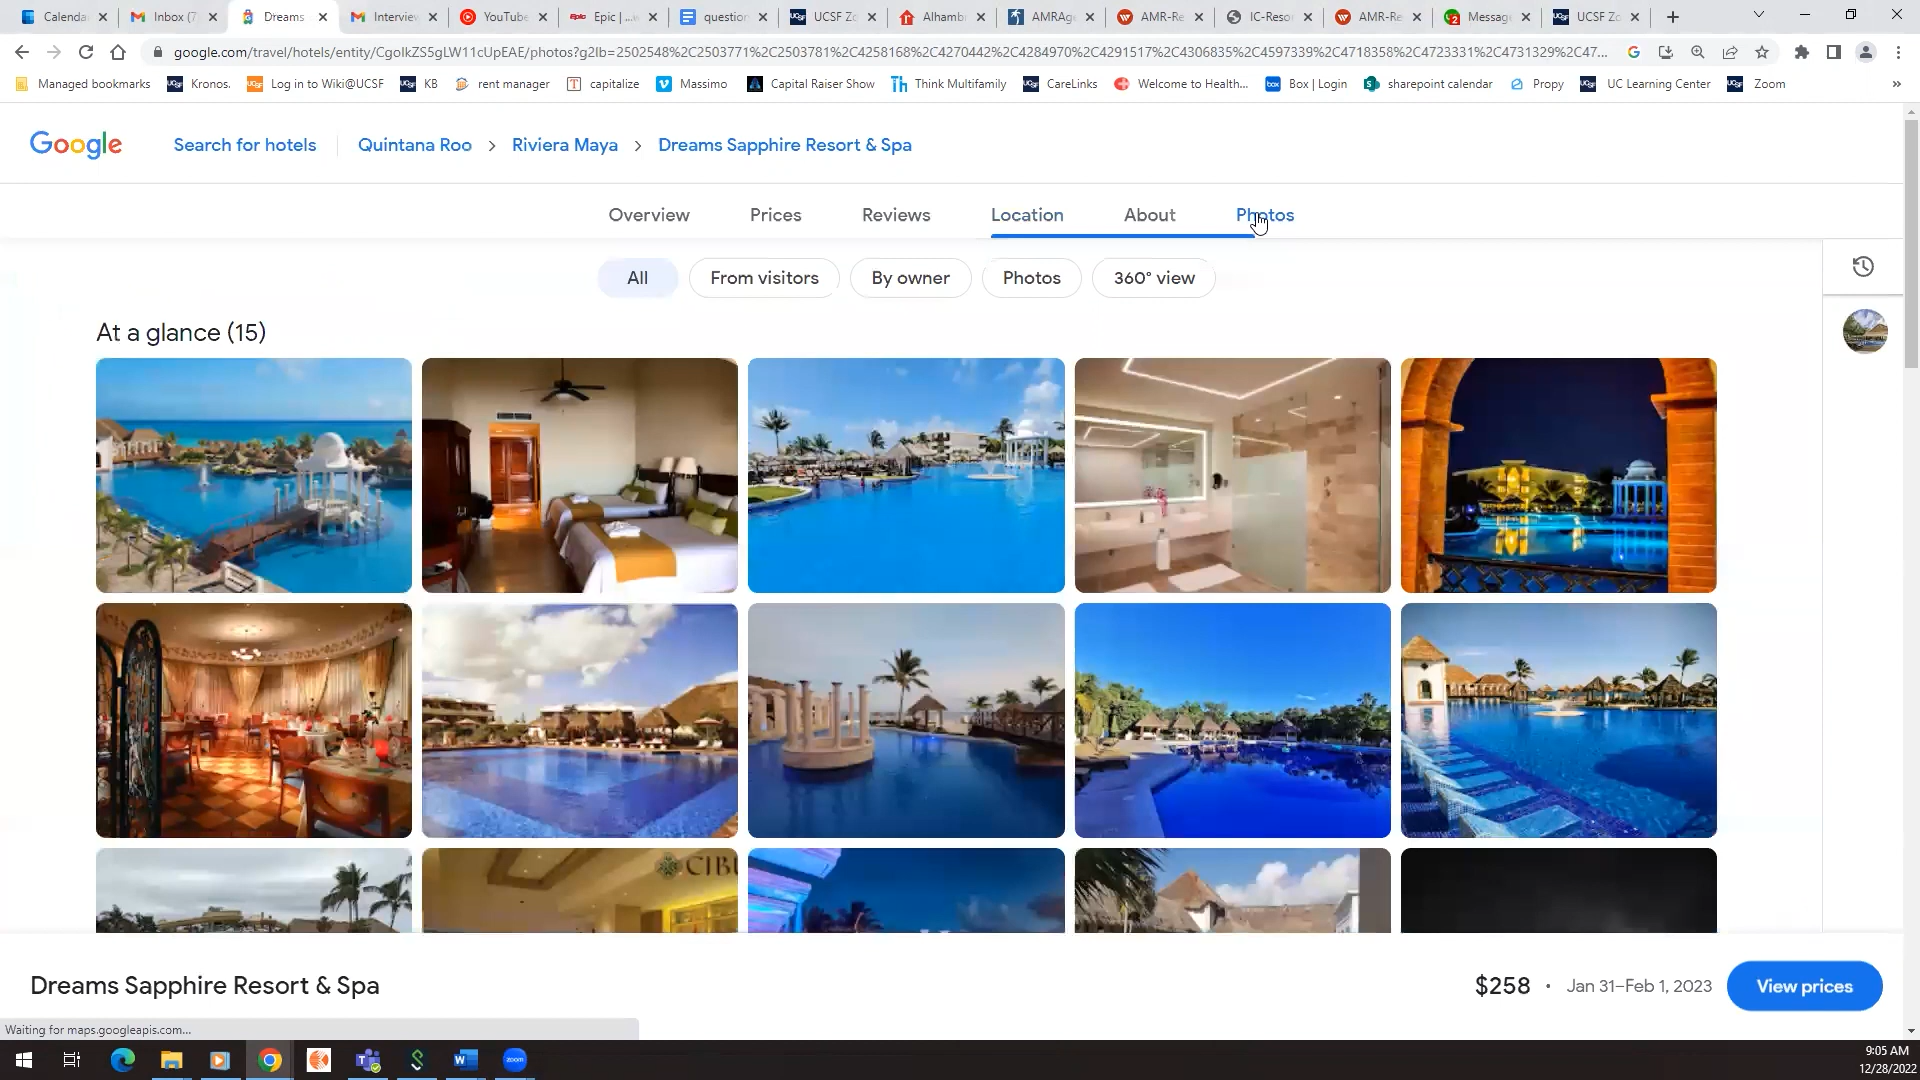 Calenda
Inbox (7
Dreams
Interview
YouTube
Epic Epic | ...
question
UCSF Zo
Alhamb
AMRAg
AMR-Re
IC-Resor
AMR-Re
Message
UCSF Zo
google.com/travel/hotels/entity/CgoIkZS5gLW11cUpEAE/photos?g2lb=2502548%2C2503771%2C2503781%2C4258168%2C4270442%2C4284970%2C4291517%2C4306835%2C4597339%2C4718358%2C4723331%2C4731329%2C47...
Managed bookmarks
Kronos.
Log in to Wiki@UCSF
KB
rent manager
capitalize
Massimo
Capital Raiser Show
Think Multifamily
CareLinks
Welcome to Health...
Box | Login
sharepoint calendar
Propy
UC Learning Center
Zoom
Google
Search for hotels
Quintana Roo > Riviera Maya > Dreams Sapphire Resort & Spa
Overview
Prices
Reviews
Location
About
Photos
All
From visitors
By owner
Photos
360° view
At a glance (15)
CIBU
Dreams Sapphire Resort & Spa
$258 • Jan 31–Feb 1, 2023
View prices
Waiting for maps.googleapis.com...
zoom
9:05 AM
12/28/2022